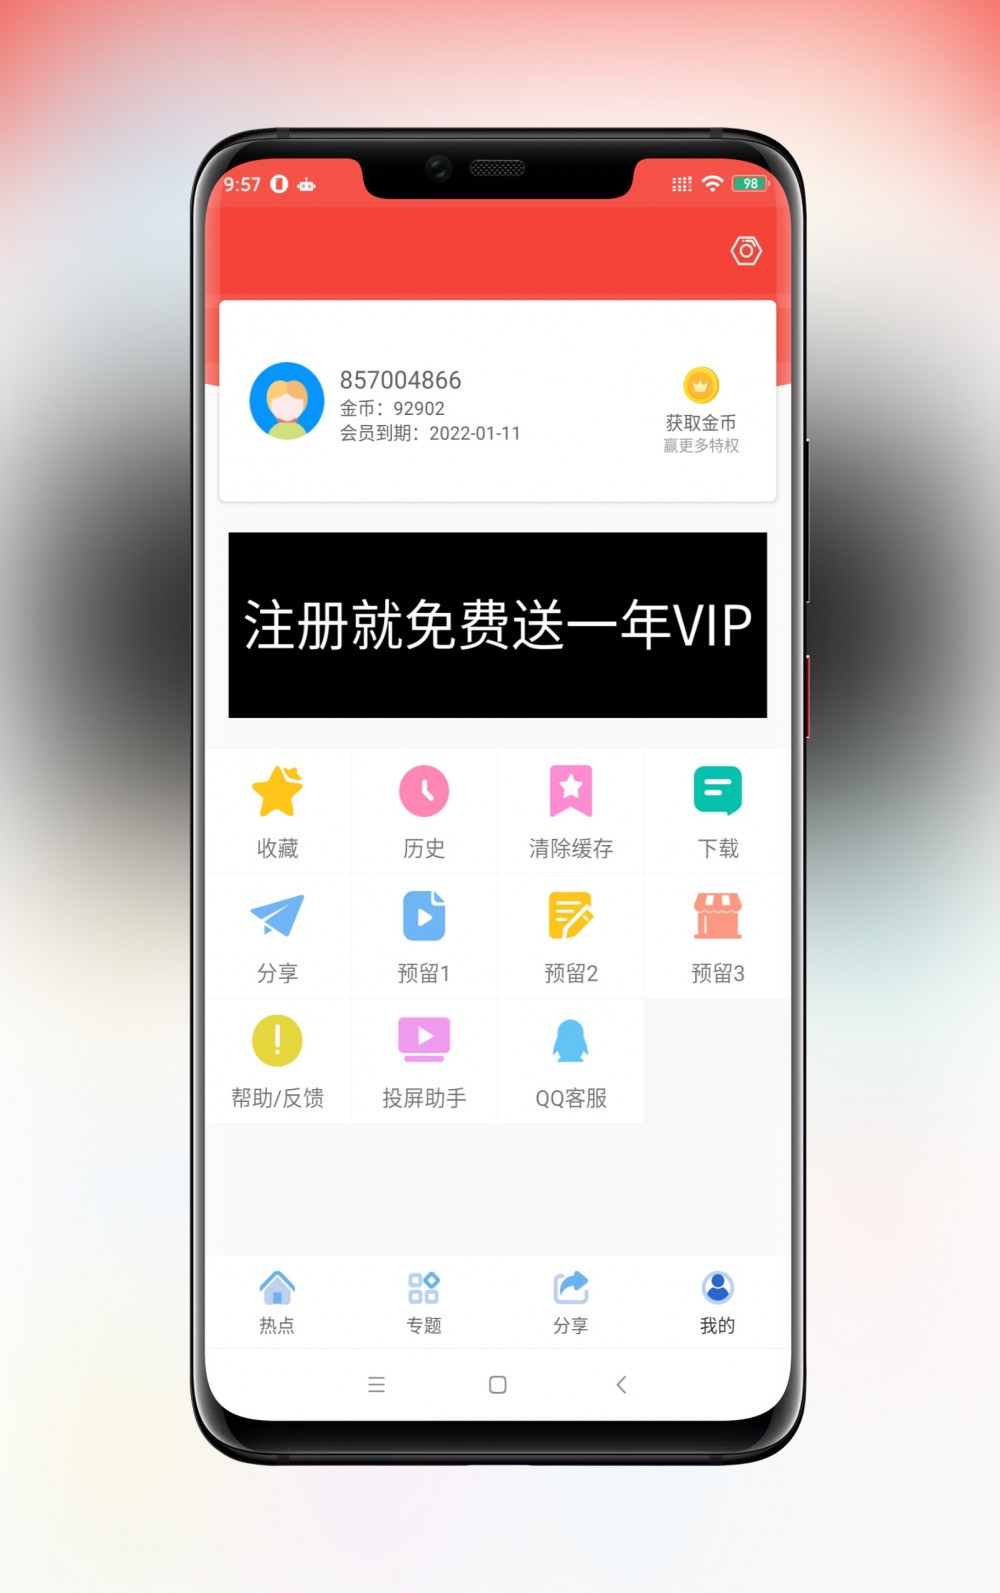 9:57
98
857004866
金币：92902
会员到期：2022-01-11
获取金币
赢更多特权
注册就免费送一年VIP
收藏
历史
清除缓存
下载
分享
预留1
预留2
预留3
帮助/反馈
投屏助手
QQ客服
热点
专题
分享
我的